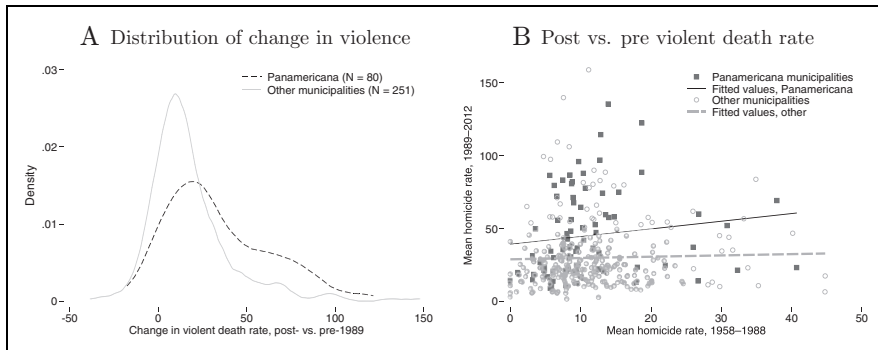 A Distribution of change in violence
.03
.02
.01
0
Density
Panamericana (N = 80)
Other municipalities (N = 251)
-50 0 50 100 150
Change in violent death rate, post- vs. pre-1989
B Post vs. pre violent death rate
150
100
50
0
Mean homicide rate, 1989–2012
Panamericana municipalities
Fitted values, Panamericana
Other municipalities
Fitted values, other
0 10 20 30 40 50
Mean homicide rate, 1958–1988